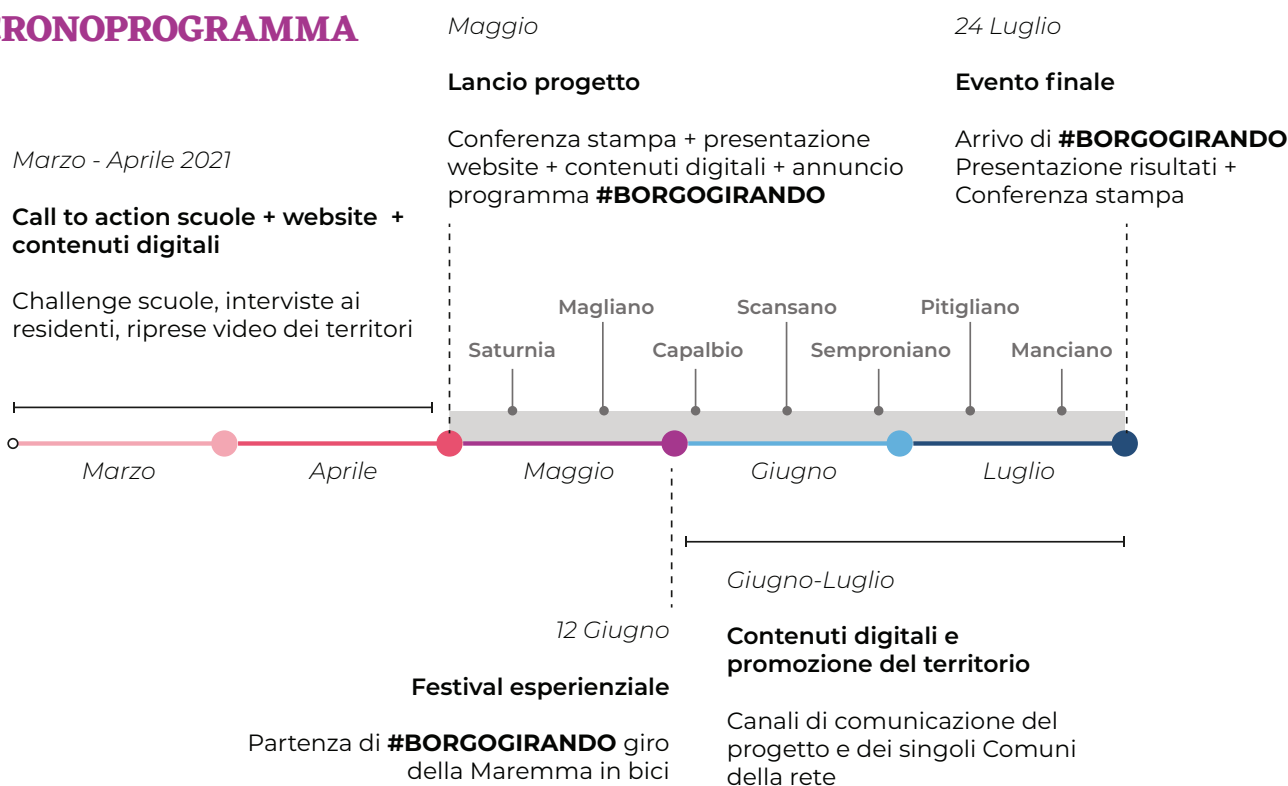 CRONOPROGRAMMA
Marzo - Aprile 2021
Call to action scuole + website +
contenuti digitali
Challenge scuole, interviste ai
residenti, riprese video dei territori
Maggio
Lancio progetto
Conferenza stampa + presentazione
website + contenuti digitali + annuncio
programma #BORGOGIRANDO
24 Luglio
Evento finale
Arrivo di #BORGOGIRANDO
Presentazione risultati +
Conferenza stampa
Magliano
Scansano
Pitigliano
Saturnia
Capalbio
Semproniano
Manciano
Marzo
Aprile
Maggio
Giugno
Luglio
12 Giugno
Festival esperienziale
Partenza di #BORGOGIRANDO giro
della Maremma in bici
Giugno-Luglio
Contenuti digitali e
promozione del territorio
Canali di comunicazione del
progetto e dei singoli Comuni
della rete